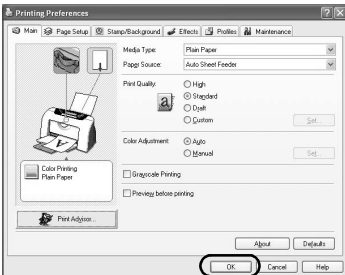 Printing Preferences
Main Page Setup Stamp/Background Effects Profiles Maintenance
Media Type: Plain Paper
Paper Source: Auto Sheet Feeder
Print Quality: High
Standard
Draft
Custom Set...
Color Adjustment: Auto
Manual Set...
Grayscale Printing
Preview before printing
Color Printing
Plain Paper
Print Advisor...
About Defaults
OK Cancel Help